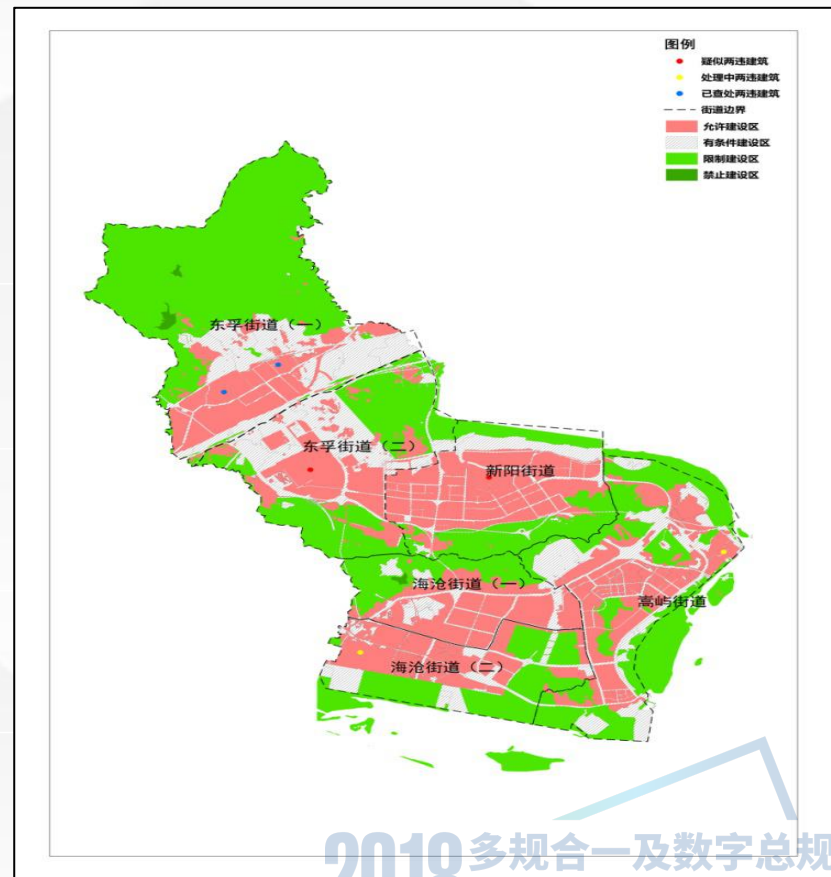 图例
疑似两违建筑
处理中两违建筑
已查处两违建筑
街道边界
允许建设区
有条件建设区
限制建设区
禁止建设区
东孚街道（一）
东孚街道（二）
新阳街道
海沧街道（一）
嵩屿街道
海沧街道（二）
2018 多规合一及数字总规